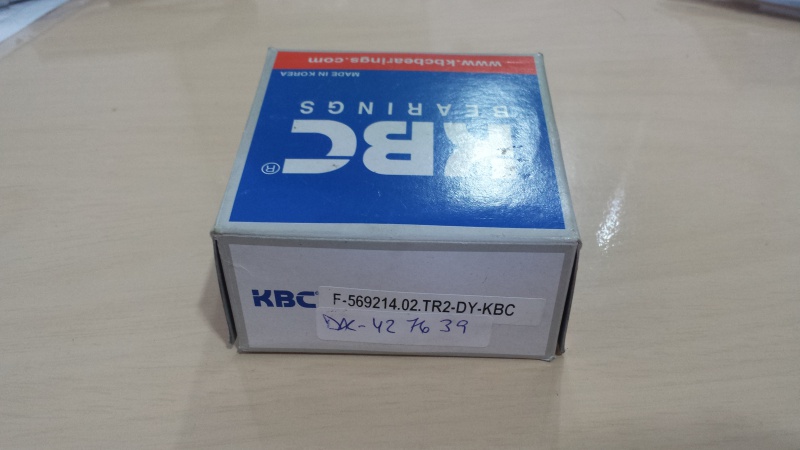 www.kbcbearings.com
MADE IN KOREA
KBC®
BEARINGS
KBC
F-569214.02.TR2-DY-KBC
DAC-42 76 39